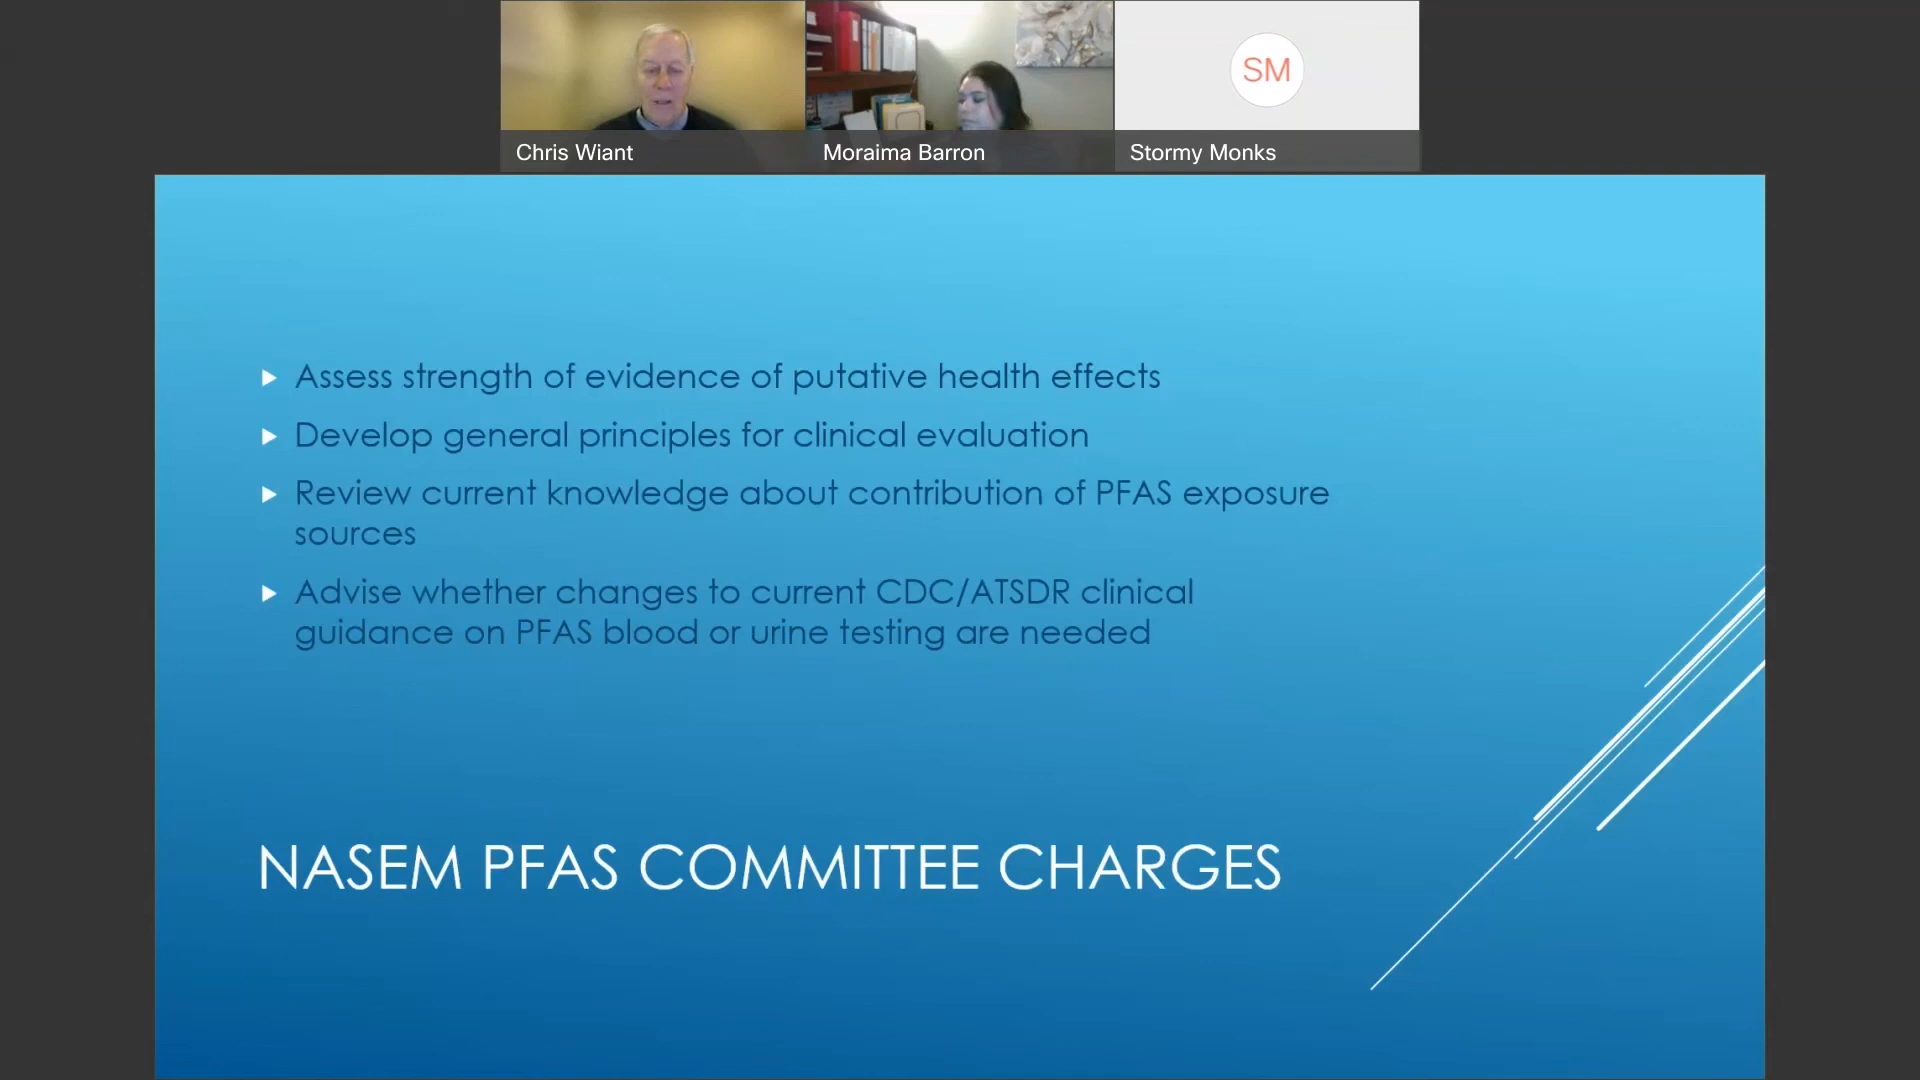 SM
Chris Wiant
Moraima Barron
Stormy Monks
Assess strength of evidence of putative health effects
Develop general principles for clinical evaluation
Review current knowledge about contribution of PFAS exposure
sources
Advise whether changes to current CDC/ATSDR clinical
guidance on PFAS blood or urine testing are needed
NASEM PFAS COMMITTEE CHARGES